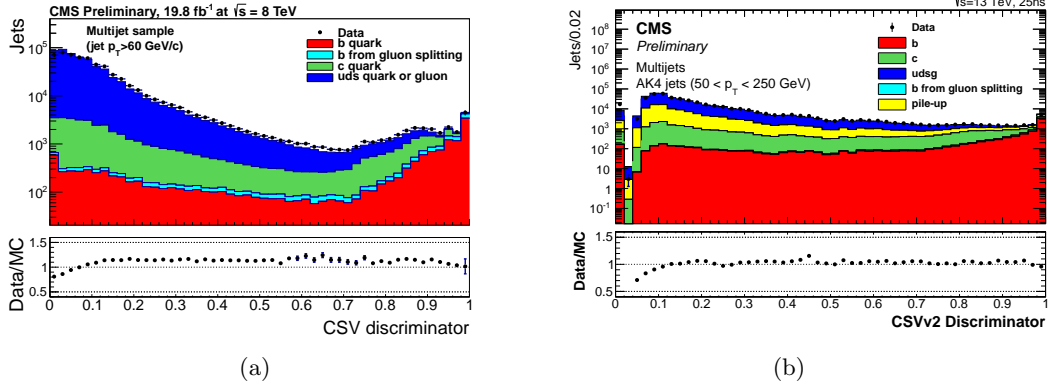 CMS Preliminary, 19.8 fb⁻¹ at √s = 8 TeV
Jets
Multijet sample
(jet p_T>60 GeV/c)
Data
b quark
b from gluon splitting
c quark
uds quark or gluon
10⁵
10⁴
10³
10²
Data/MC
1.5
1
0.5
0 0.1 0.2 0.3 0.4 0.5 0.6 0.7 0.8 0.9 1
CSV discriminator
(a)
√s=13 TeV, 25ns
Jets/0.02
CMS
Preliminary
Multijets
AK4 jets (50 < p_T < 250 GeV)
Data
b
c
udsg
b from gluon splitting
pile-up
10⁹
10⁸
10⁷
10⁶
10⁵
10⁴
10³
10²
10
1
10⁻¹
Data/MC
1.5
1.0
0.5
0 0.1 0.2 0.3 0.4 0.5 0.6 0.7 0.8 0.9 1
CSVv2 Discriminator
(b)